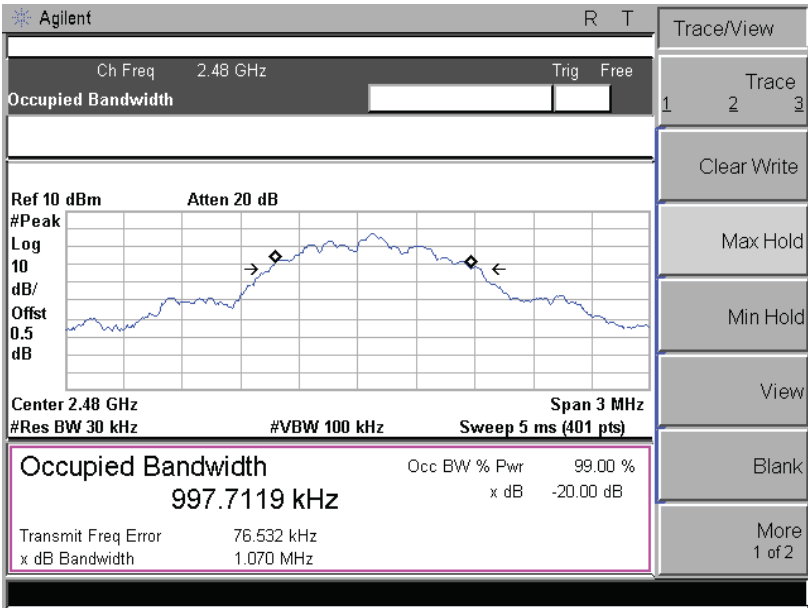 Agilent R T
Ch Freq 2.48 GHz Trig Free
Occupied Bandwidth
Ref 10 dBm Atten 20 dB
#Peak
Log
10
dB/
Offst
0.5
dB
Center 2.48 GHz Span 3 MHz
#Res BW 30 kHz #VBW 100 kHz Sweep 5 ms (401 pts)
Occupied Bandwidth
997.7119 kHz
Occ BW % Pwr 99.00 %
x dB -20.00 dB
Transmit Freq Error 76.532 kHz
x dB Bandwidth 1.070 MHz
Trace/View
Trace
1 2 3
Clear Write
Max Hold
Min Hold
View
Blank
More
1 of 2